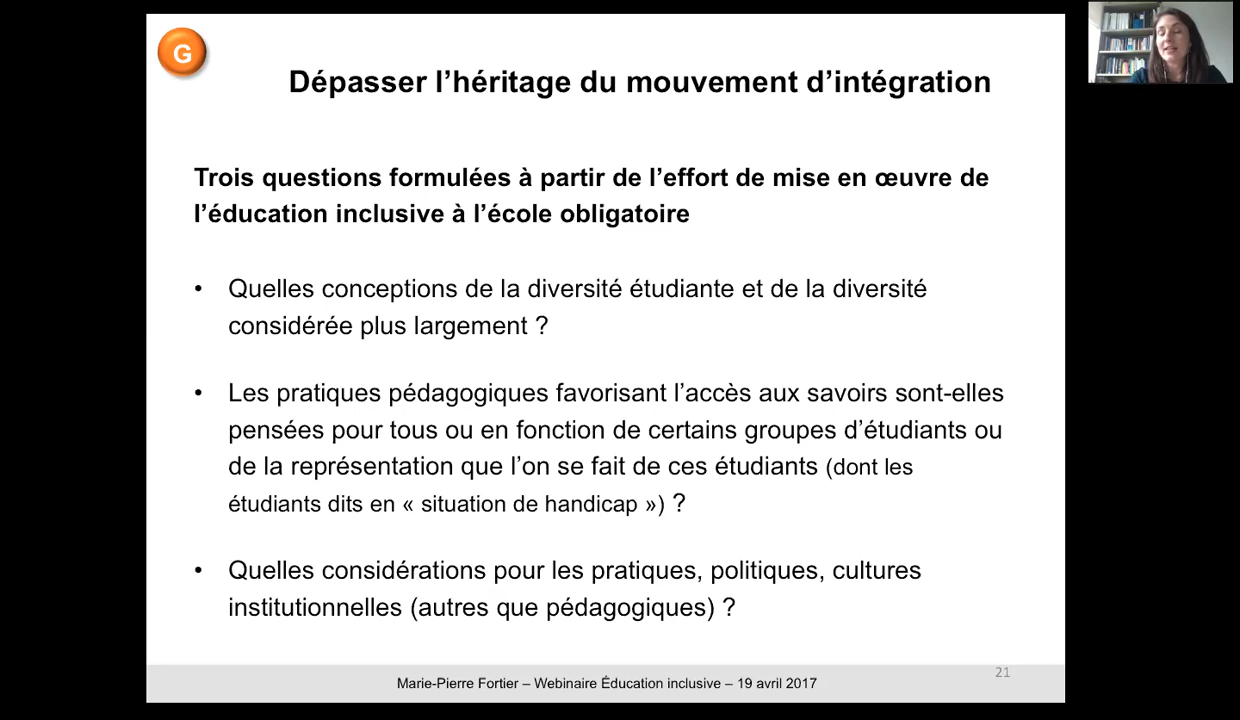 G
Dépasser l’héritage du mouvement d’intégration
Trois questions formulées à partir de l’effort de mise en œuvre de
l’éducation inclusive à l’école obligatoire
• Quelles conceptions de la diversité étudiante et de la diversité
considérée plus largement ?
• Les pratiques pédagogiques favorisant l’accès aux savoirs sont-elles
pensées pour tous ou en fonction de certains groupes d’étudiants ou
de la représentation que l’on se fait de ces étudiants (dont les
étudiants dits en « situation de handicap ») ?
• Quelles considérations pour les pratiques, politiques, cultures
institutionnelles (autres que pédagogiques) ?
21
Marie-Pierre Fortier – Webinaire Éducation inclusive – 19 avril 2017